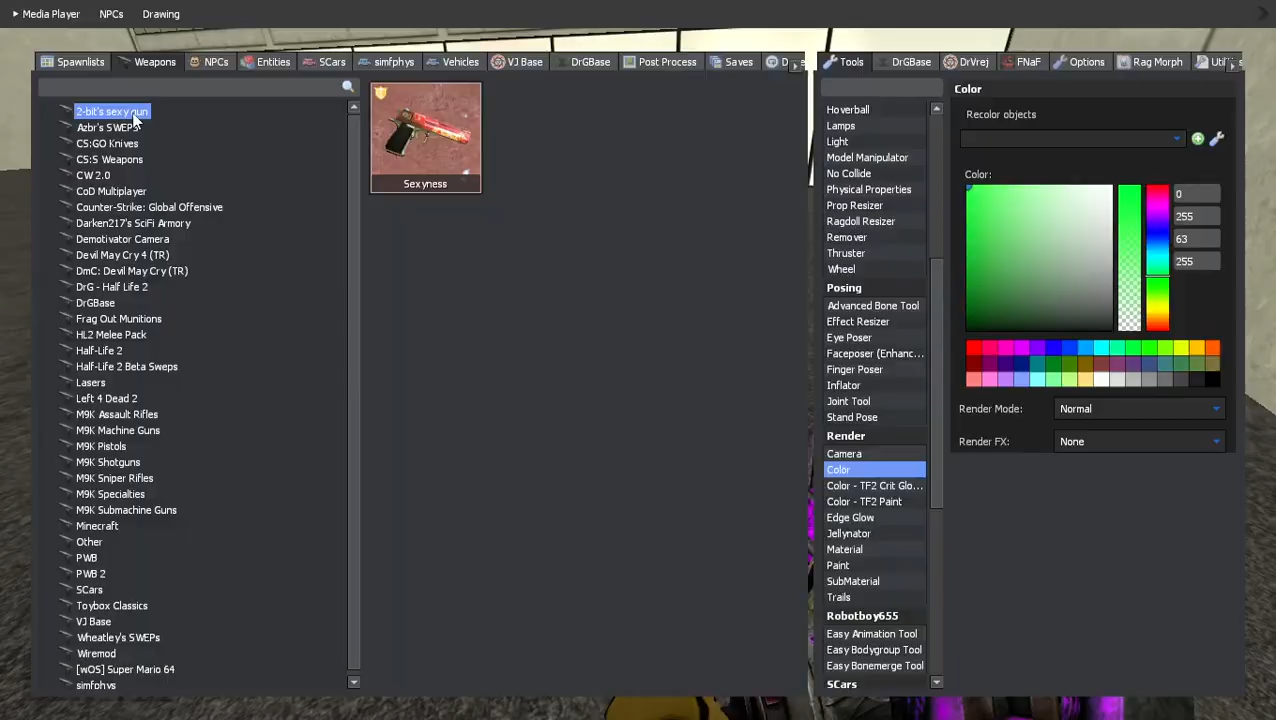 Media Player NPCs Drawing
Spawnlists Weapons NPCs Entities SCars simfphys Vehicles VJ Base DrGBase Post Process Saves
Tools DrGBase DrVrej FNaF Options Rag Morph
2-bit's sexy gun
Azbr's SWEPs
CS:GO Knives
CS:S Weapons
CW 2.0
CoD Multiplayer
Counter-Strike: Global Offensive
Darken217's SciFi Armory
Demotivator Camera
Devil May Cry 4 (TR)
DmC: Devil May Cry (TR)
DrG - Half Life 2
DrGBase
Frag Out Munitions
HL2 Melee Pack
Half-Life 2
Half-Life 2 Beta Sweps
Lasers
Left 4 Dead 2
M9K Assault Rifles
M9K Machine Guns
M9K Pistols
M9K Shotguns
M9K Sniper Rifles
M9K Specialties
M9K Submachine Guns
Minecraft
Other
PWB
PWB 2
SCars
Toybox Classics
VJ Base
Wheatley's SWEPs
Wiremod
[wOS] Super Mario 64
simfphys
Sexyness
Hoverball
Lamps
Light
Model Manipulator
No Collide
Physical Properties
Prop Resizer
Ragdoll Resizer
Remover
Thruster
Wheel
Posing
Advanced Bone Tool
Effect Resizer
Eye Poser
Faceposer (Enhanc...
Finger Poser
Inflator
Joint Tool
Stand Pose
Render
Camera
Color
Color - TF2 Crit Glo...
Color - TF2 Paint
Edge Glow
Jellynator
Material
Paint
SubMaterial
Trails
Robotboy655
Easy Animation Tool
Easy Bodygroup Tool
Easy Bonemerge Tool
SCars
Color
Recolor objects
Color:
0
255
63
255
Render Mode: Normal
Render FX: None